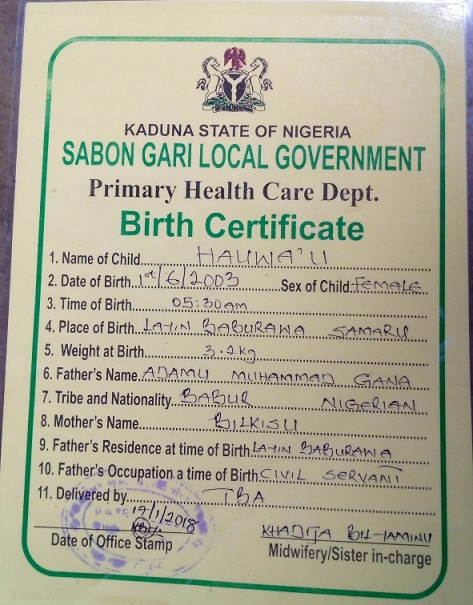 KADUNA STATE OF NIGERIA
SABON GARI LOCAL GOVERNMENT
Primary Health Care Dept.
Birth Certificate
1. Name of Child HAUWA'U
2. Date of Birth 1st/6/2003 Sex of Child FEMALE
3. Time of Birth 05:30am
4. Place of Birth LAYIN BABURAWA SAMARU
5. Weight at Birth 3.2kg
6. Father's Name ADAMU MUHAMMAD GANA
7. Tribe and Nationality BABUR NIGERIAN
8. Mother's Name BILKISU
9. Father's Residence at time of Birth LAYIN BABURAWA
10. Father's Occupation a time of Birth CIVIL SERVANT
11. Delivered by TBA
DATE
19/1/2018
KHADIJA BIL-IAMINU
Date of Office Stamp
Midwifery/Sister in-charge